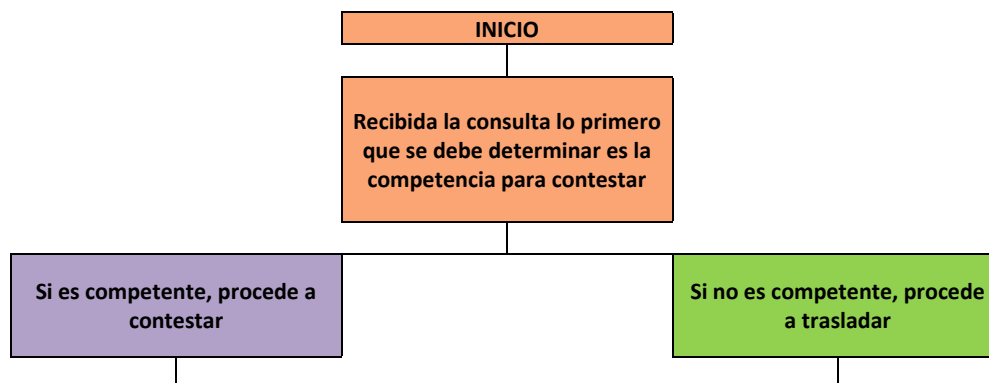 INICIO
Recibida la consulta lo primero
que se debe determinar es la
competencia para contestar
Si es competente, procede a
contestar
Si no es competente, procede
a trasladar